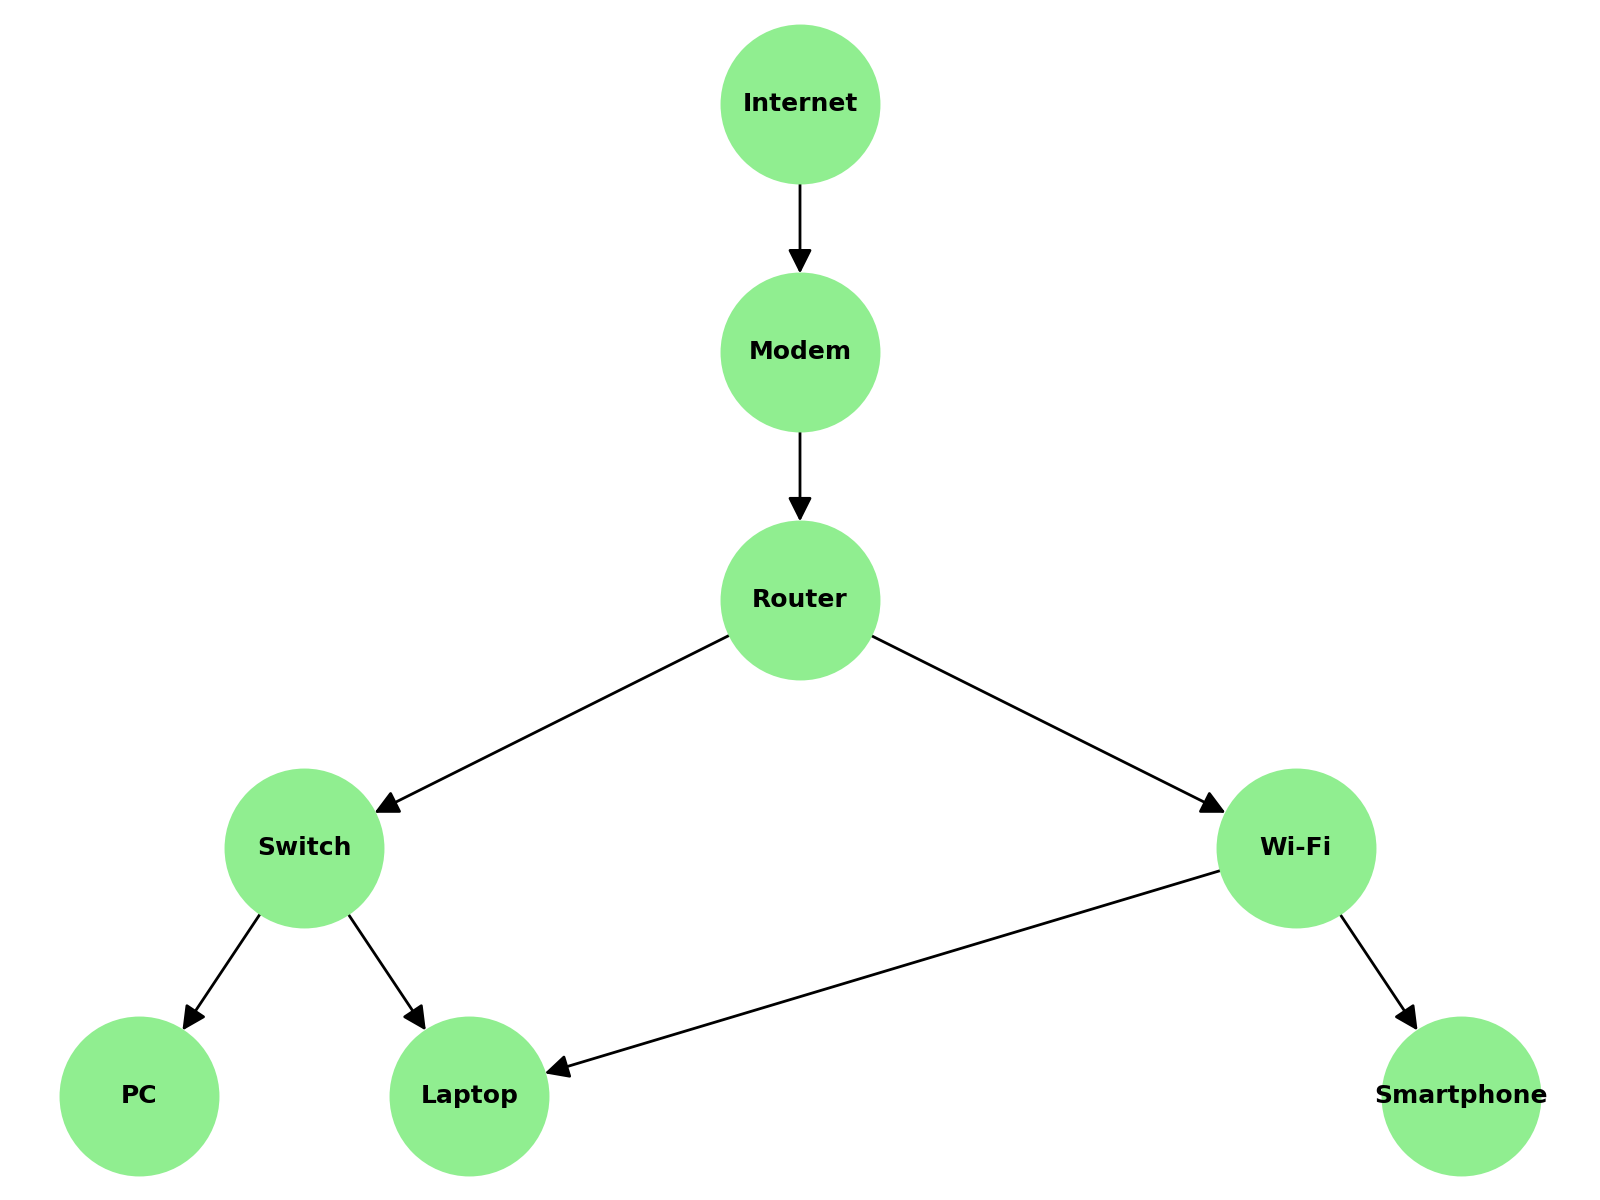 Internet
Modem
Router
Switch
Wi-Fi
PC
Laptop
Smartphone